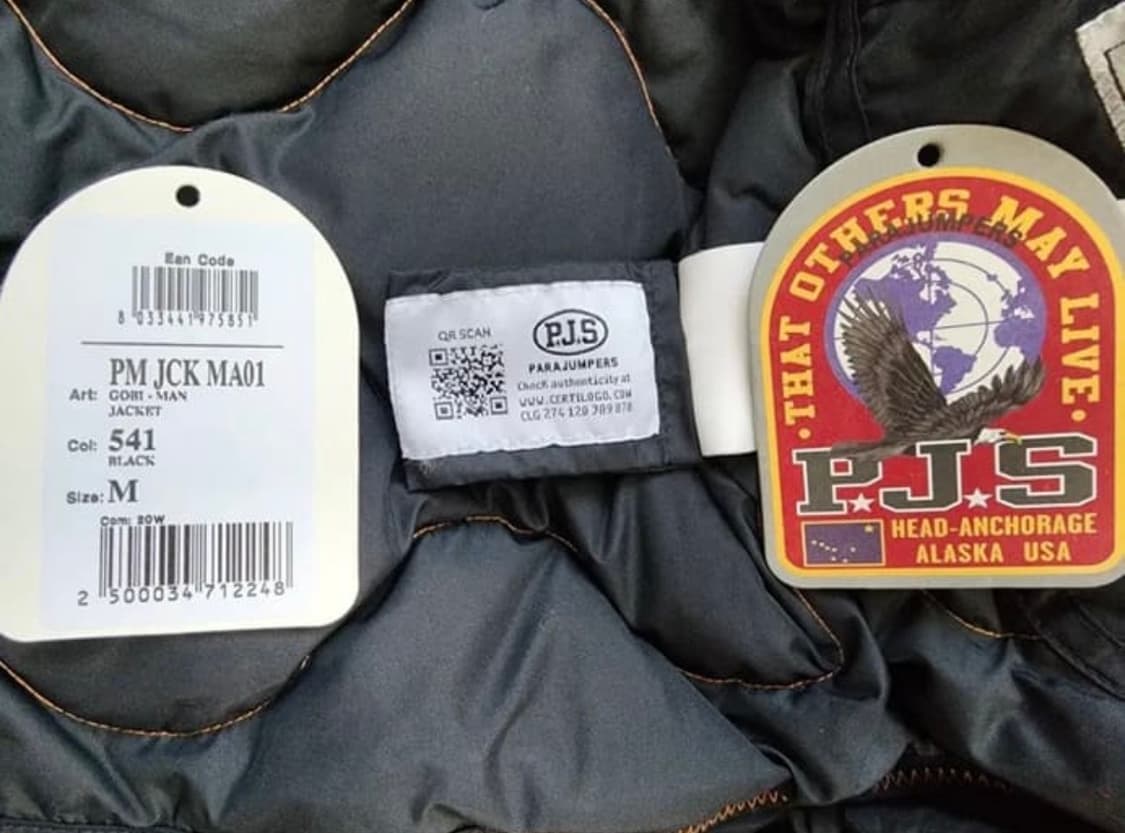 Ean Code
8 033441 975851
Art: PM JCK MA01
GOBI - MAN
JACKET
Col: 541
BLACK
Size: M
Com: 20W
2 500034 712248
QR SCAN
P.J.S
PARAJUMPERS
Check authenticity at
WWW.CERTILOGO.COM
CLG 274 120 789 878
·THAT OTHERS MAY LIVE·
PARAJUMPERS
P.J.S
HEAD-ANCHORAGE
ALASKA USA